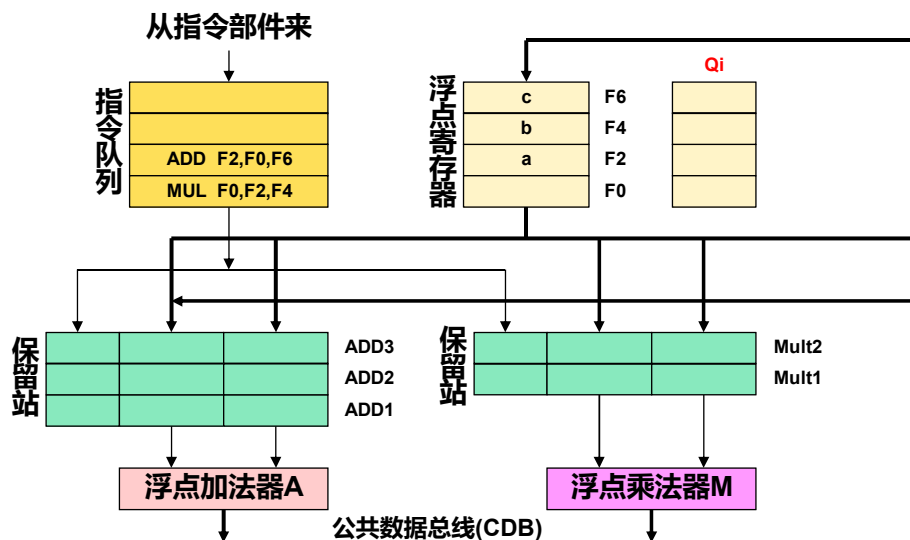 从指令部件来
指令队列
ADD F2,F0,F6
MUL F0,F2,F4
浮点寄存器
Qi
c
F6
b
F4
a
F2
F0
保留站
ADD3
ADD2
ADD1
保留站
Mult2
Mult1
浮点加法器A
浮点乘法器M
公共数据总线(CDB)